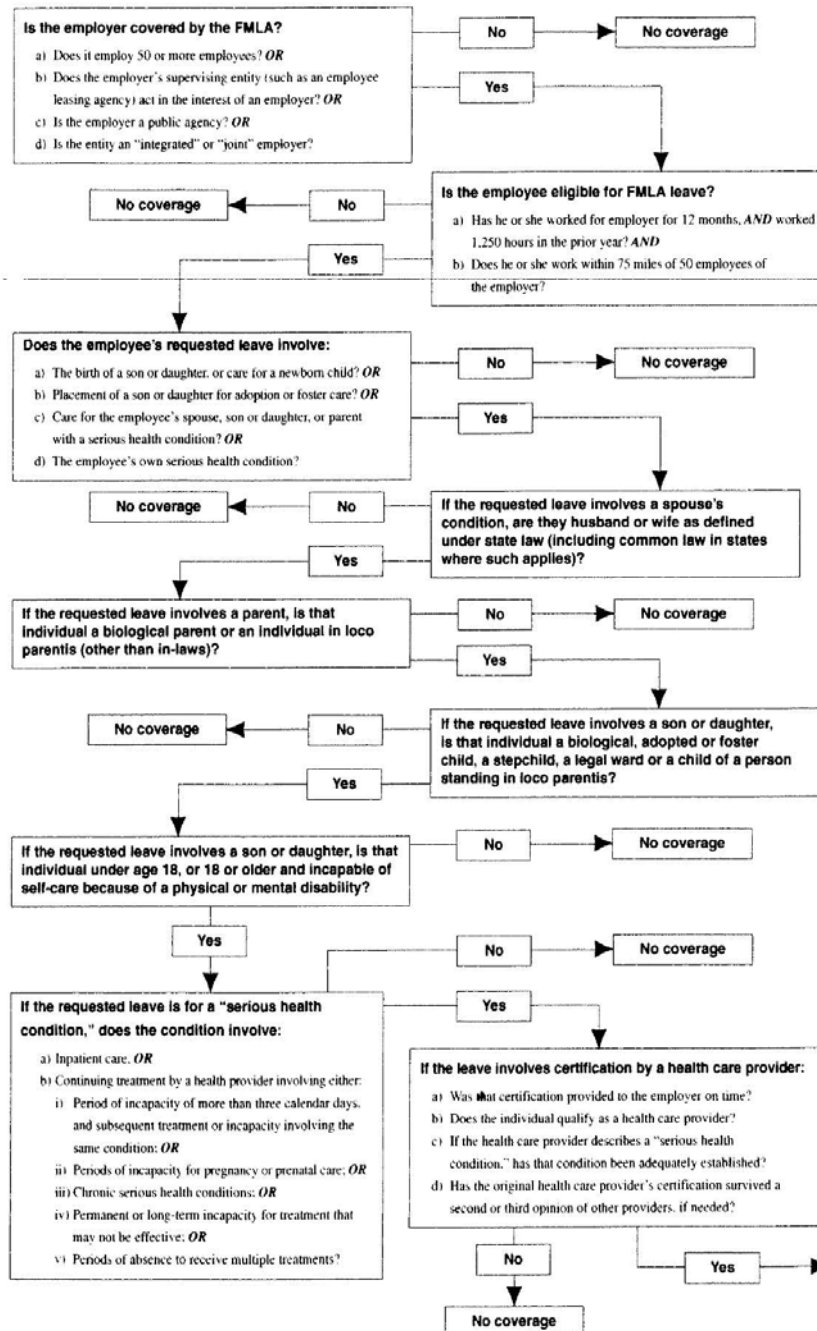 Is the employer covered by the FMLA?
a) Does it employ 50 or more employees? OR
b) Does the employer's supervising entity (such as an employee
leasing agency) act in the interest of an employer? OR
c) Is the employer a public agency? OR
d) Is the entity an "integrated" or "joint" employer?
No
No coverage
Yes
Is the employee eligible for FMLA leave?
a) Has he or she worked for employer for 12 months, AND worked
1,250 hours in the prior year? AND
b) Does he or she work within 75 miles of 50 employees of
the employer?
No
No coverage
Yes
Does the employee's requested leave involve:
a) The birth of a son or daughter, or care for a newborn child? OR
b) Placement of a son or daughter for adoption or foster care? OR
c) Care for the employee's spouse, son or daughter, or parent
with a serious health condition? OR
d) The employee's own serious health condition?
No
No coverage
Yes
If the requested leave involves a spouse's
condition, are they husband or wife as defined
under state law (including common law in states
where such applies)?
No
No coverage
Yes
If the requested leave involves a parent, is that
individual a biological parent or an individual in loco
parentis (other than in-laws)?
No
No coverage
Yes
If the requested leave involves a son or daughter,
is that individual a biological, adopted or foster
child, a stepchild, a legal ward or a child of a person
standing in loco parentis?
No
No coverage
Yes
If the requested leave involves a son or daughter, is that
individual under age 18, or 18 or older and incapable of
self-care because of a physical or mental disability?
No
No coverage
Yes
If the requested leave is for a "serious health
condition," does the condition involve:
a) Inpatient care, OR
b) Continuing treatment by a health provider involving either:
i) Period of incapacity of more than three calendar days,
and subsequent treatment or incapacity involving the
same condition; OR
ii) Periods of incapacity for pregnancy or prenatal care; OR
iii) Chronic serious health conditions; OR
iv) Permanent or long-term incapacity for treatment that
may not be effective; OR
v) Periods of absence to receive multiple treatments?
No
No coverage
Yes
If the leave involves certification by a health care provider:
a) Was that certification provided to the employer on time?
b) Does the individual qualify as a health care provider?
c) If the health care provider describes a "serious health
condition," has that condition been adequately established?
d) Has the original health care provider's certification survived a
second or third opinion of other providers, if needed?
No
Yes
No coverage